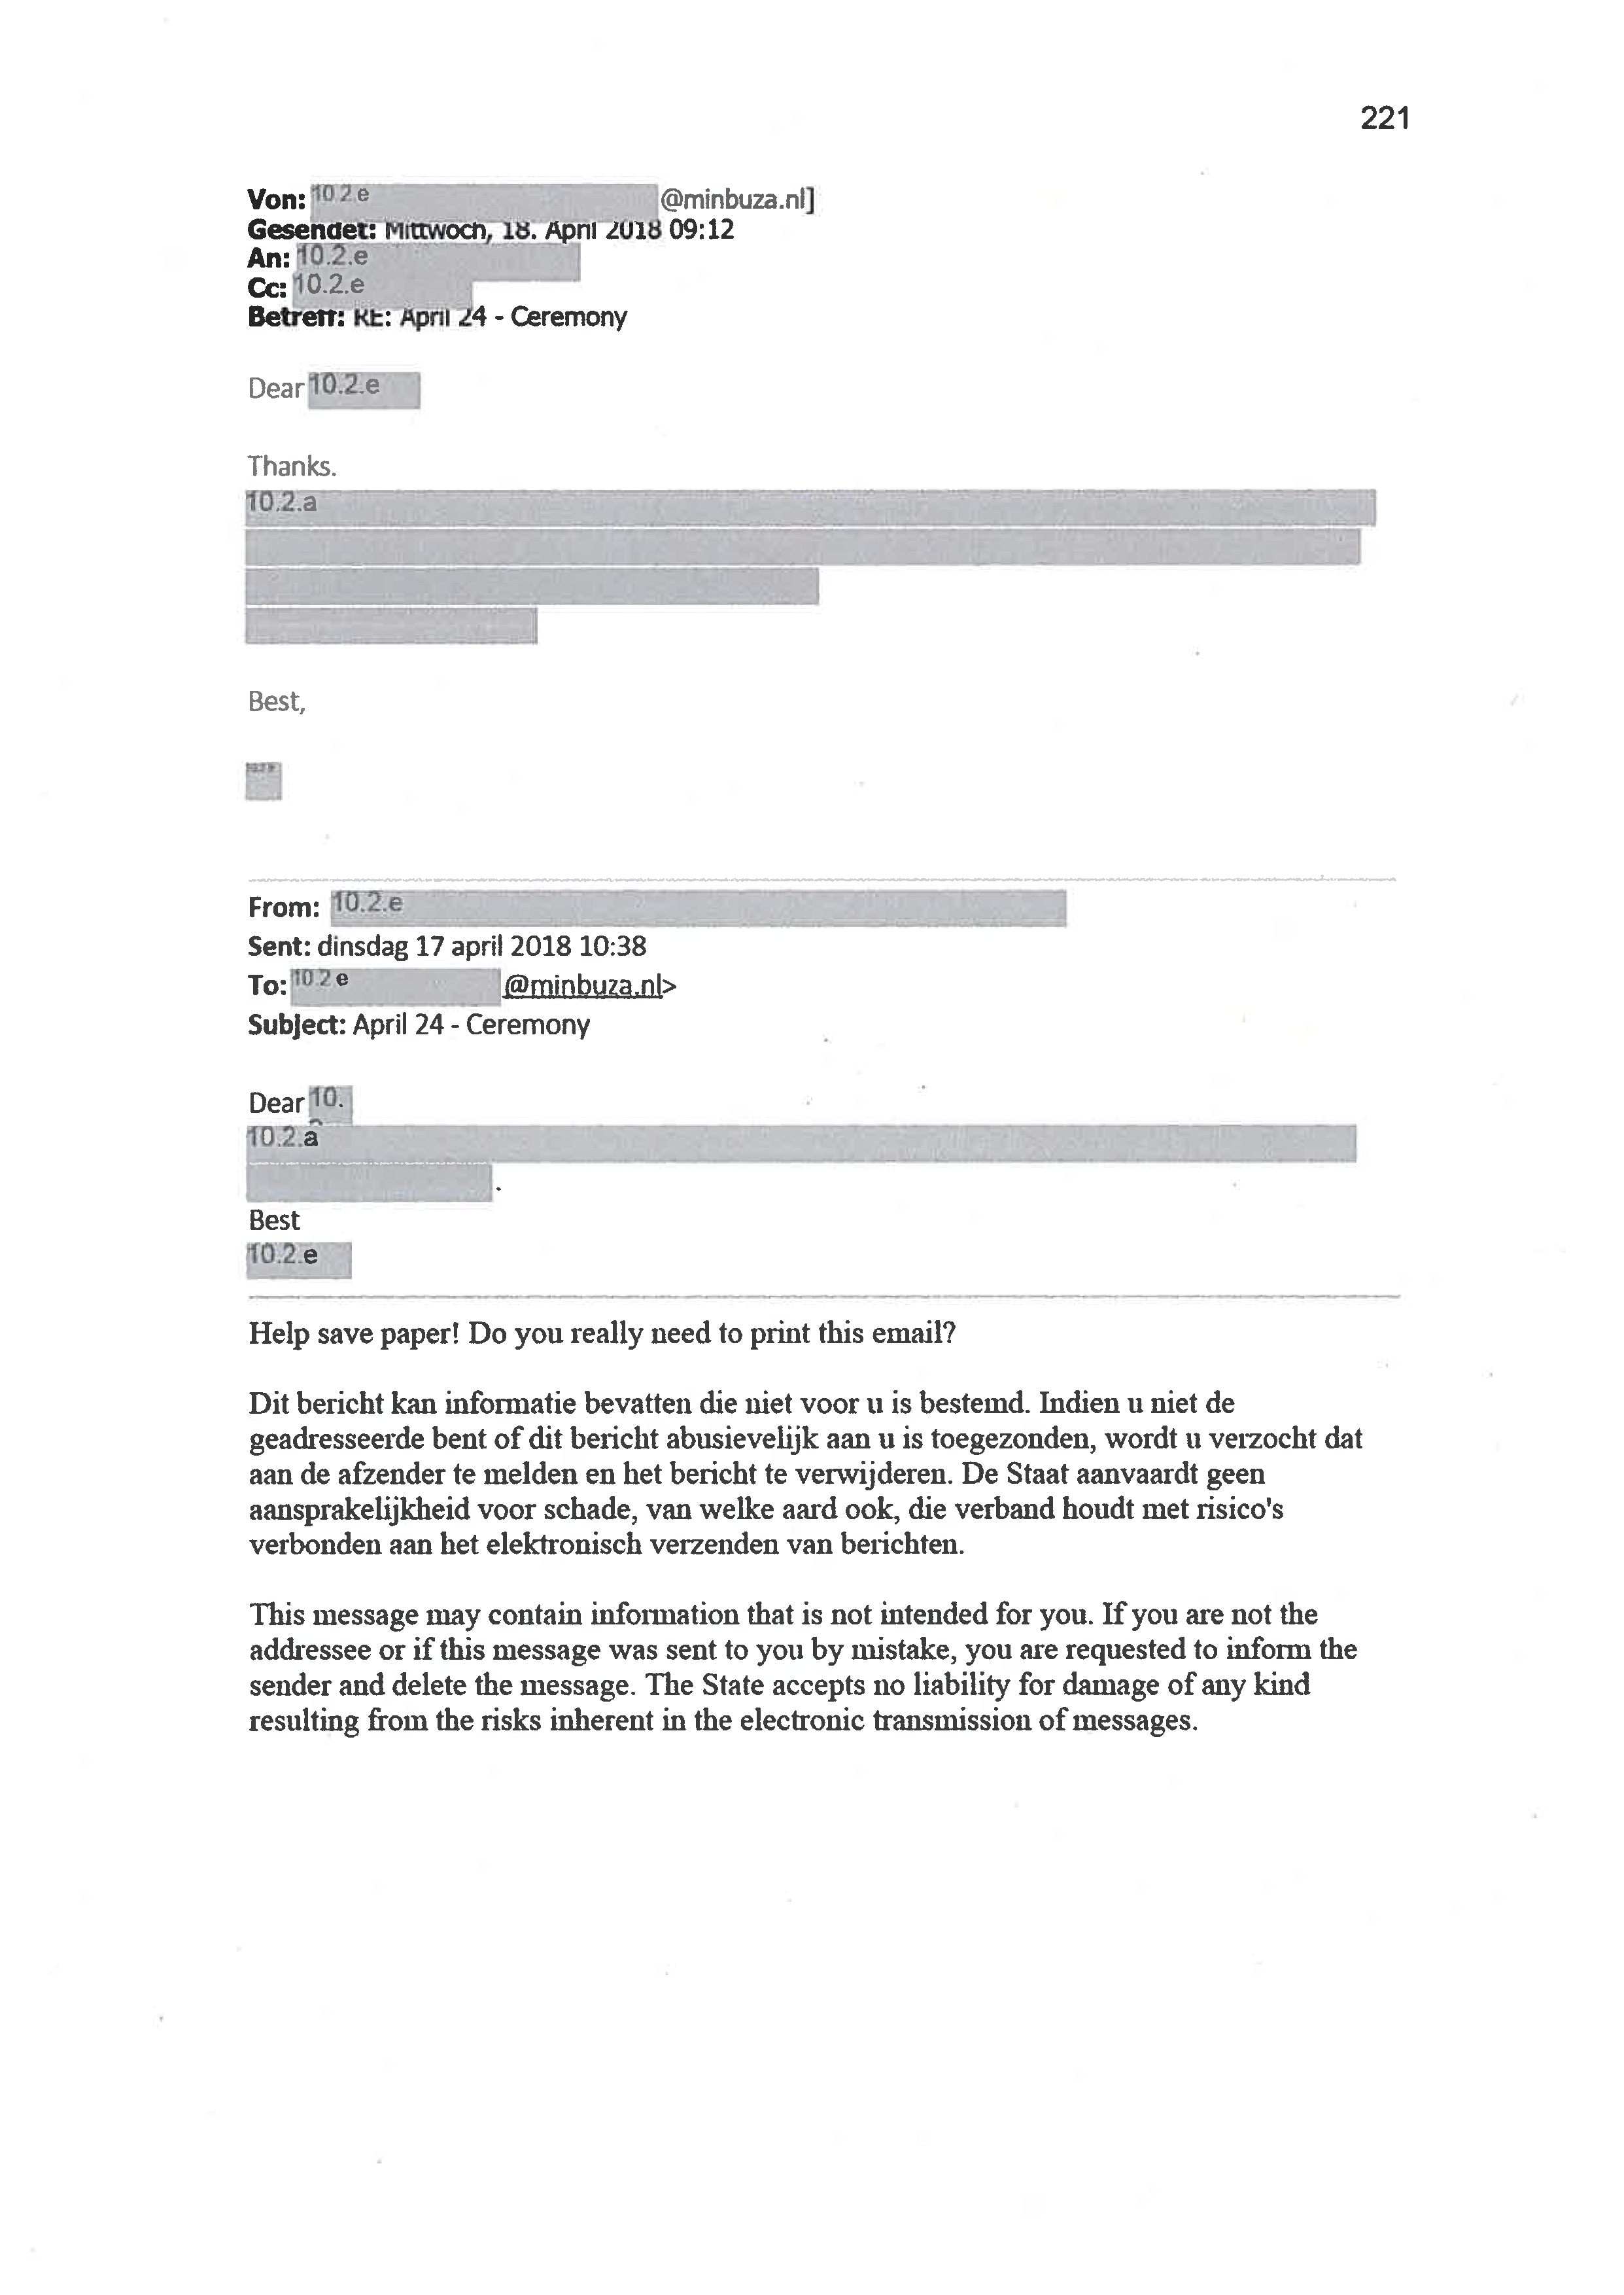 221
Von: 10.2.e @minbuza.nl]
Gesendet: Mittwoch, 18. April 2018 09:12
An: 10.2.e
Cc: 10.2.e
Betreff: RE: April 24 - Ceremony
Dear 10.2.e
Thanks.
10.2.a
Best,
From: 10.2.e
Sent: dinsdag 17 april 2018 10:38
To: 10.2.e @minbuza.nl>
Subject: April 24 - Ceremony
Dear 10.
10.2.a
.
Best
10.2.e
Help save paper! Do you really need to print this email?
Dit bericht kan informatie bevatten die niet voor u is bestemd. Indien u niet de
geadresseerde bent of dit bericht abusievelijk aan u is toegezonden, wordt u verzocht dat
aan de afzender te melden en het bericht te verwijderen. De Staat aanvaardt geen
aansprakelijkheid voor schade, van welke aard ook, die verband houdt met risico's
verbonden aan het elektronisch verzenden van berichten.
This message may contain information that is not intended for you. If you are not the
addressee or if this message was sent to you by mistake, you are requested to inform the
sender and delete the message. The State accepts no liability for damage of any kind
resulting from the risks inherent in the electronic transmission of messages.